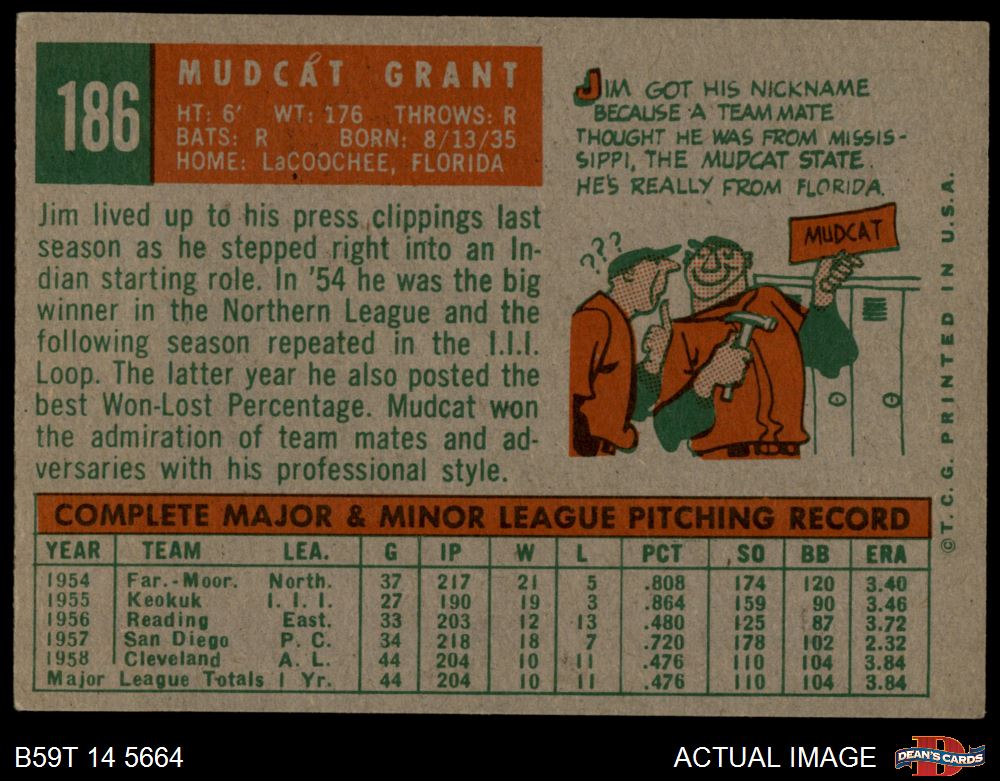 186
MUDCAT GRANT
HT: 6' WT: 176 THROWS: R
BATS: R BORN: 8/13/35
HOME: LaCOOCHEE, FLORIDA
Jim lived up to his press clippings last
season as he stepped right into an In-
dian starting role. In '54 he was the big
winner in the Northern League and the
following season repeated in the I.I.I.
Loop. The latter year he also posted the
best Won-Lost Percentage. Mudcat won
the admiration of team mates and ad-
versaries with his professional style.
JIM GOT HIS NICKNAME
BECAUSE A TEAM MATE
THOUGHT HE WAS FROM MISSIS-
SIPPI, THE MUDCAT STATE.
HE'S REALLY FROM FLORIDA.
???
MUDCAT
©T. C. G. PRINTED IN U.S.A.
COMPLETE MAJOR & MINOR LEAGUE PITCHING RECORD
YEAR TEAM LEA. G IP W L PCT SO BB ERA
1954 Far.-Moor. North. 37 217 21 5 .808 174 120 3.40
1955 Keokuk I. I. I. 27 190 19 3 .864 159 90 3.46
1956 Reading East. 33 203 12 13 .480 125 87 3.72
1957 San Diego P. C. 34 218 18 7 .720 178 102 2.32
1958 Cleveland A. L. 44 204 10 11 .476 110 104 3.84
Major League Totals 1 Yr. 44 204 10 11 .476 110 104 3.84
B59T 14 5664
ACTUAL IMAGE
D
DEAN'S CARDS